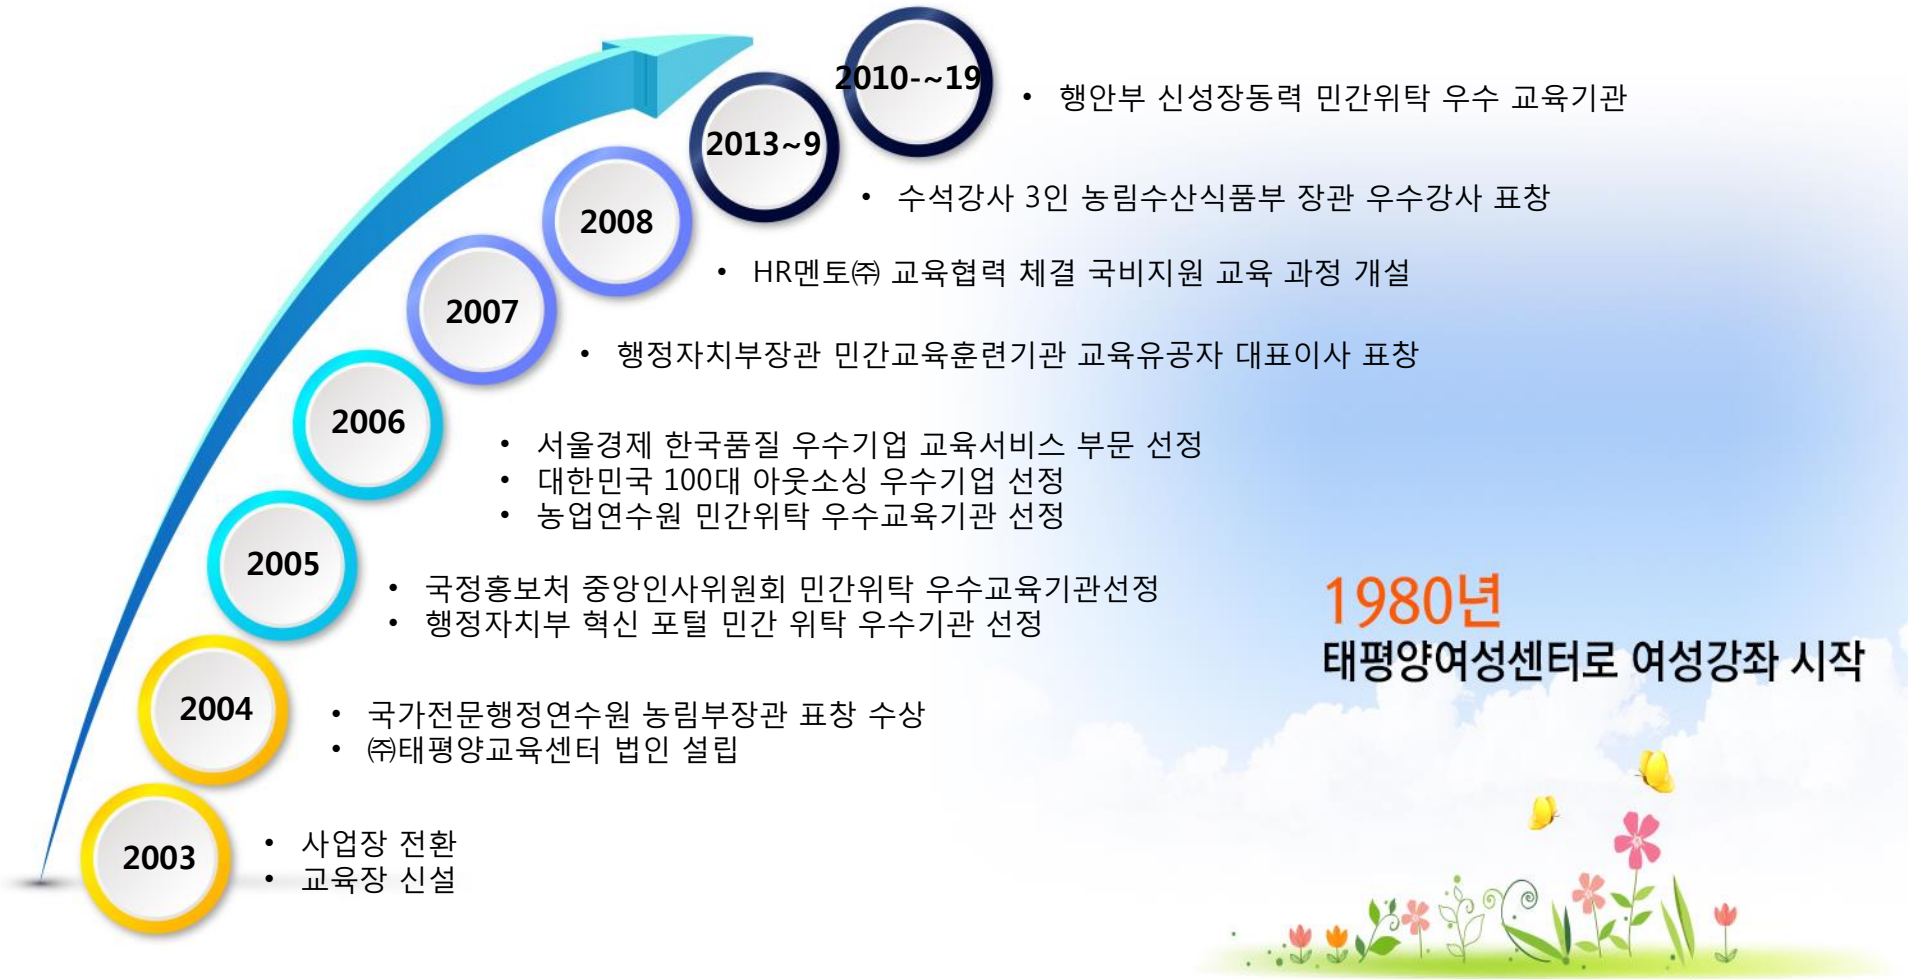 2010-~19
• 행안부 신성장동력 민간위탁 우수 교육기관
2013~9
• 수석강사 3인 농림수산식품부 장관 우수강사 표창
2008
• HR멘토㈜ 교육협력 체결 국비지원 교육 과정 개설
2007
• 행정자치부장관 민간교육훈련기관 교육유공자 대표이사 표창
2006
• 서울경제 한국품질 우수기업 교육서비스 부문 선정
• 대한민국 100대 아웃소싱 우수기업 선정
• 농업연수원 민간위탁 우수교육기관 선정
2005
• 국정홍보처 중앙인사위원회 민간위탁 우수교육기관선정
• 행정자치부 혁신 포털 민간 위탁 우수기관 선정
2004
• 국가전문행정연수원 농림부장관 표창 수상
• ㈜태평양교육센터 법인 설립
2003
• 사업장 전환
• 교육장 신설
1980년
태평양여성센터로 여성강좌 시작